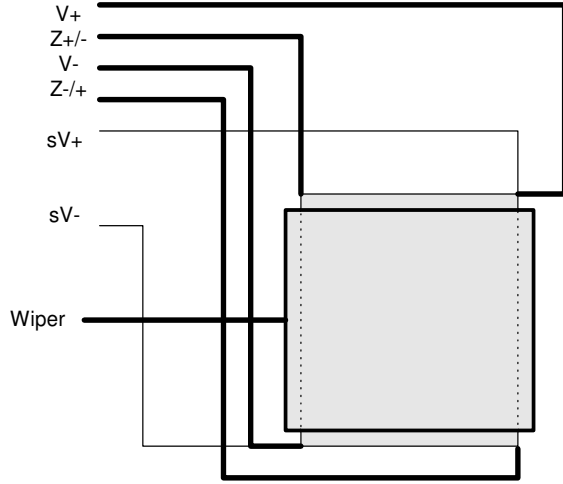 V+
Z+/-
V-
Z-/+
sV+
sV-
Wiper